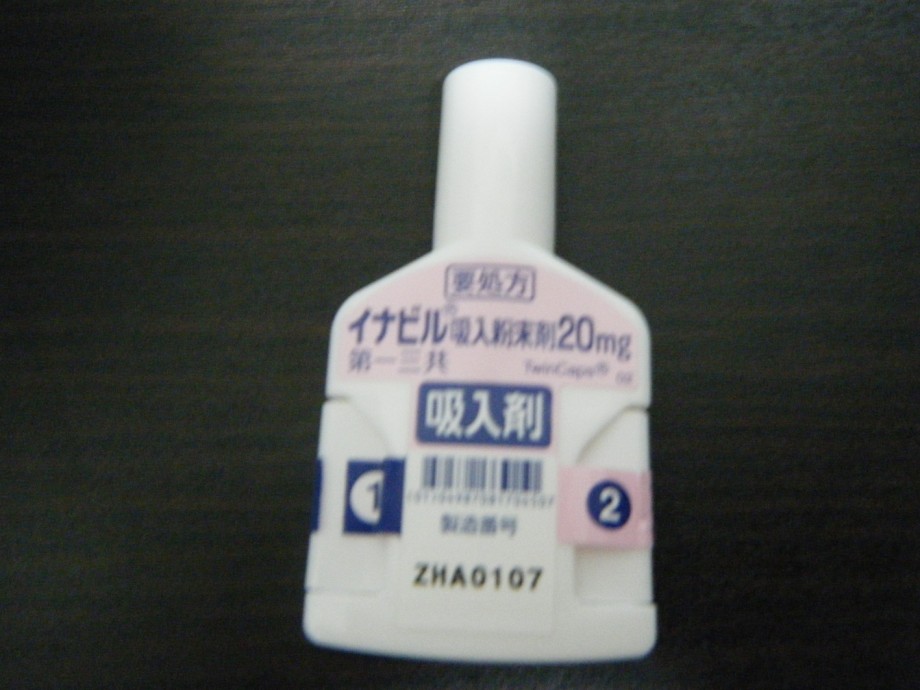 要処方
イナビル®吸入粉末剤20mg
第一三共 TwinCaps®
吸入剤
1
2
製造番号
ZHA0107